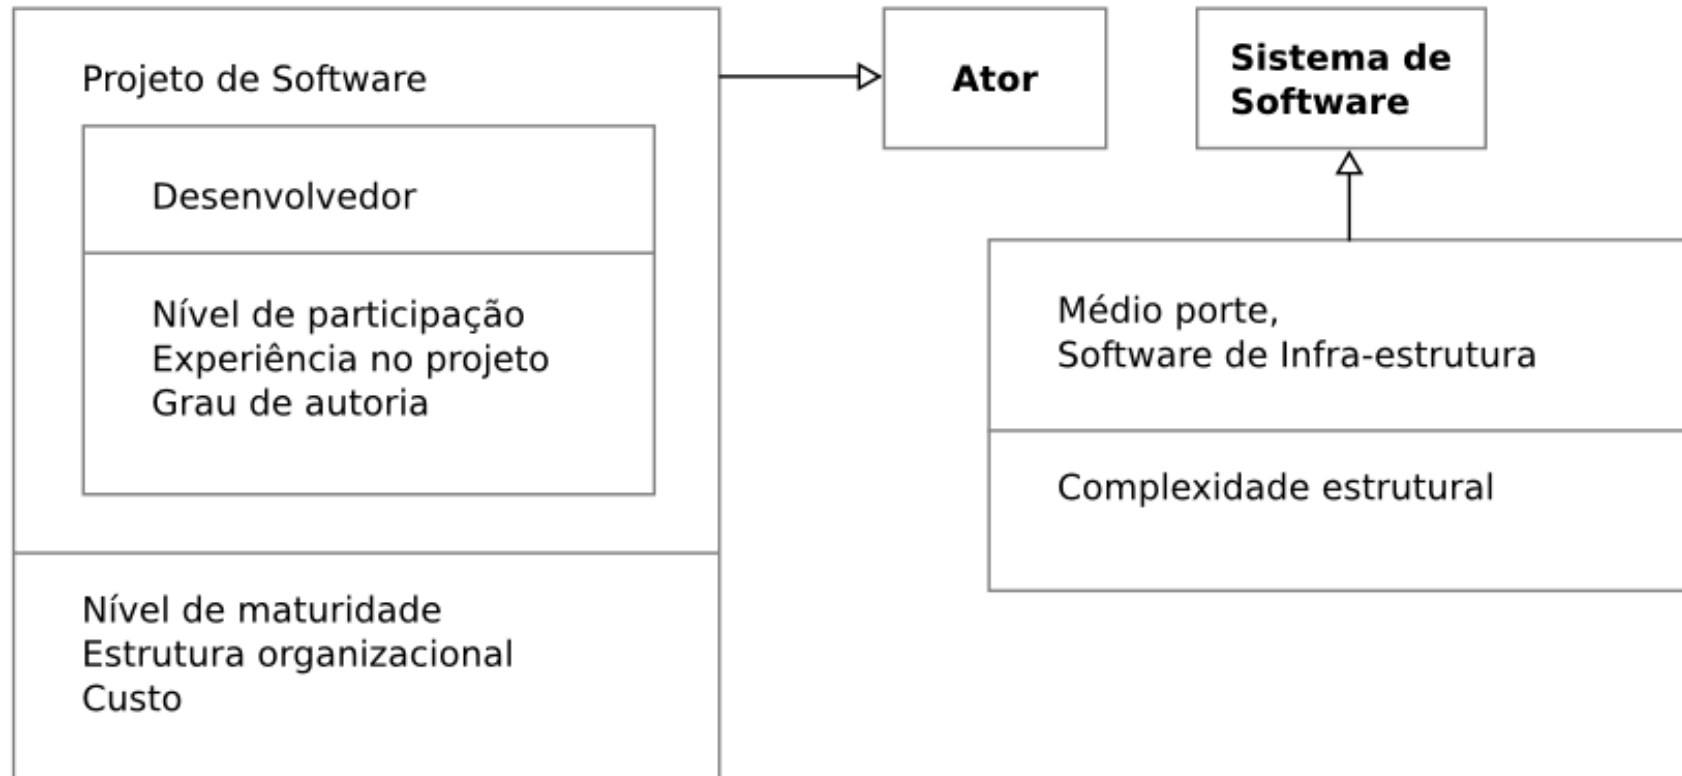 Projeto de Software
Desenvolvedor
Nível de participação
Experiência no projeto
Grau de autoria
Nível de maturidade
Estrutura organizacional
Custo
Ator
Sistema de
Software
Médio porte,
Software de Infra-estrutura
Complexidade estrutural